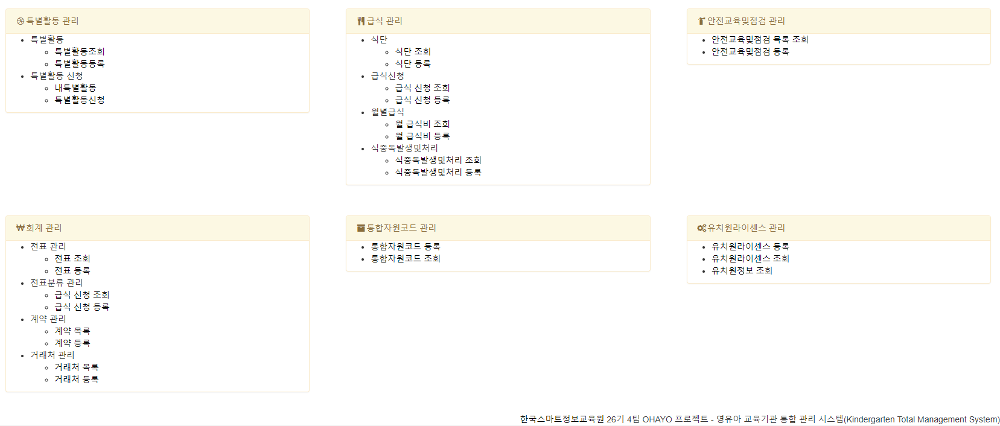 특별활동 관리
특별활동
특별활동조회
특별활동등록
특별활동 신청
내특별활동
특별활동신청
급식 관리
식단
식단 조회
식단 등록
급식신청
급식 신청 조회
급식 신청 등록
월별급식
월 급식비 조회
월 급식비 등록
식중독발생및처리
식중독발생및처리 조회
식중독발생및처리 등록
안전교육및점검 관리
안전교육및점검 목록 조회
안전교육및점검 등록
₩ 회계 관리
전표 관리
전표 조회
전표 등록
전표분류 관리
급식 신청 조회
급식 신청 등록
계약 관리
계약 목록
계약 등록
거래처 관리
거래처 목록
거래처 등록
통합자원코드 관리
통합자원코드 등록
통합자원코드 조회
유치원라이센스 관리
유치원라이센스 등록
유치원라이센스 조회
유치원정보 조회
한국스마트정보교육원 26기 4팀 OHAYO 프로젝트 - 영유아 교육기관 통합 관리 시스템(Kindergarten Total Management System)